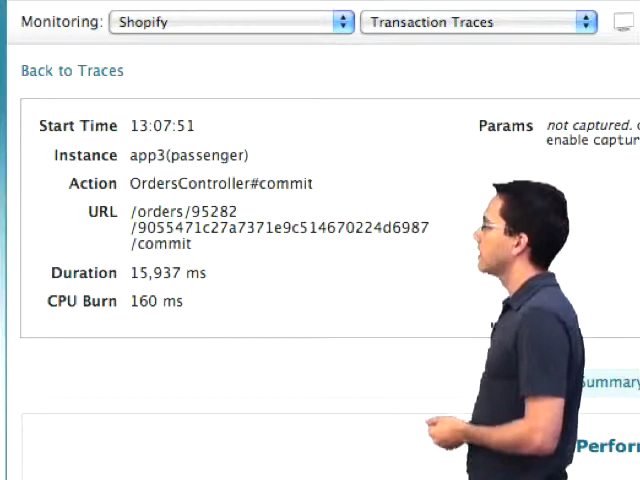 Monitoring: Shopify Transaction Traces
Back to Traces
Start Time 13:07:51
Instance app3(passenger)
Action OrdersController#commit
URL /orders/95282
/9055471c27a7371e9c514670224d6987
/commit
Duration 15,937 ms
CPU Burn 160 ms
Params not captured.
enable captur
Summary
Perfor